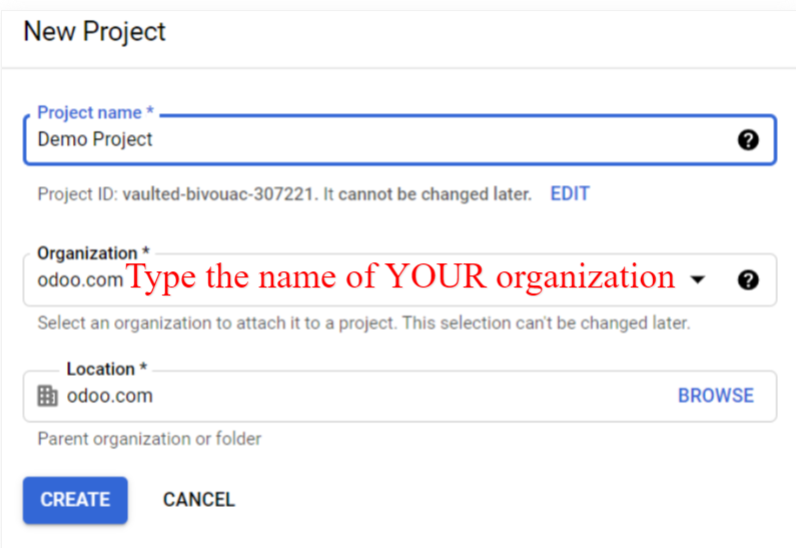 New Project
Project name *
Demo Project
Project ID: vaulted-bivouac-307221. It cannot be changed later. EDIT
Organization *
odoo.com Type the name of YOUR organization
Select an organization to attach it to a project. This selection can't be changed later.
Location *
odoo.com BROWSE
Parent organization or folder
CREATE CANCEL